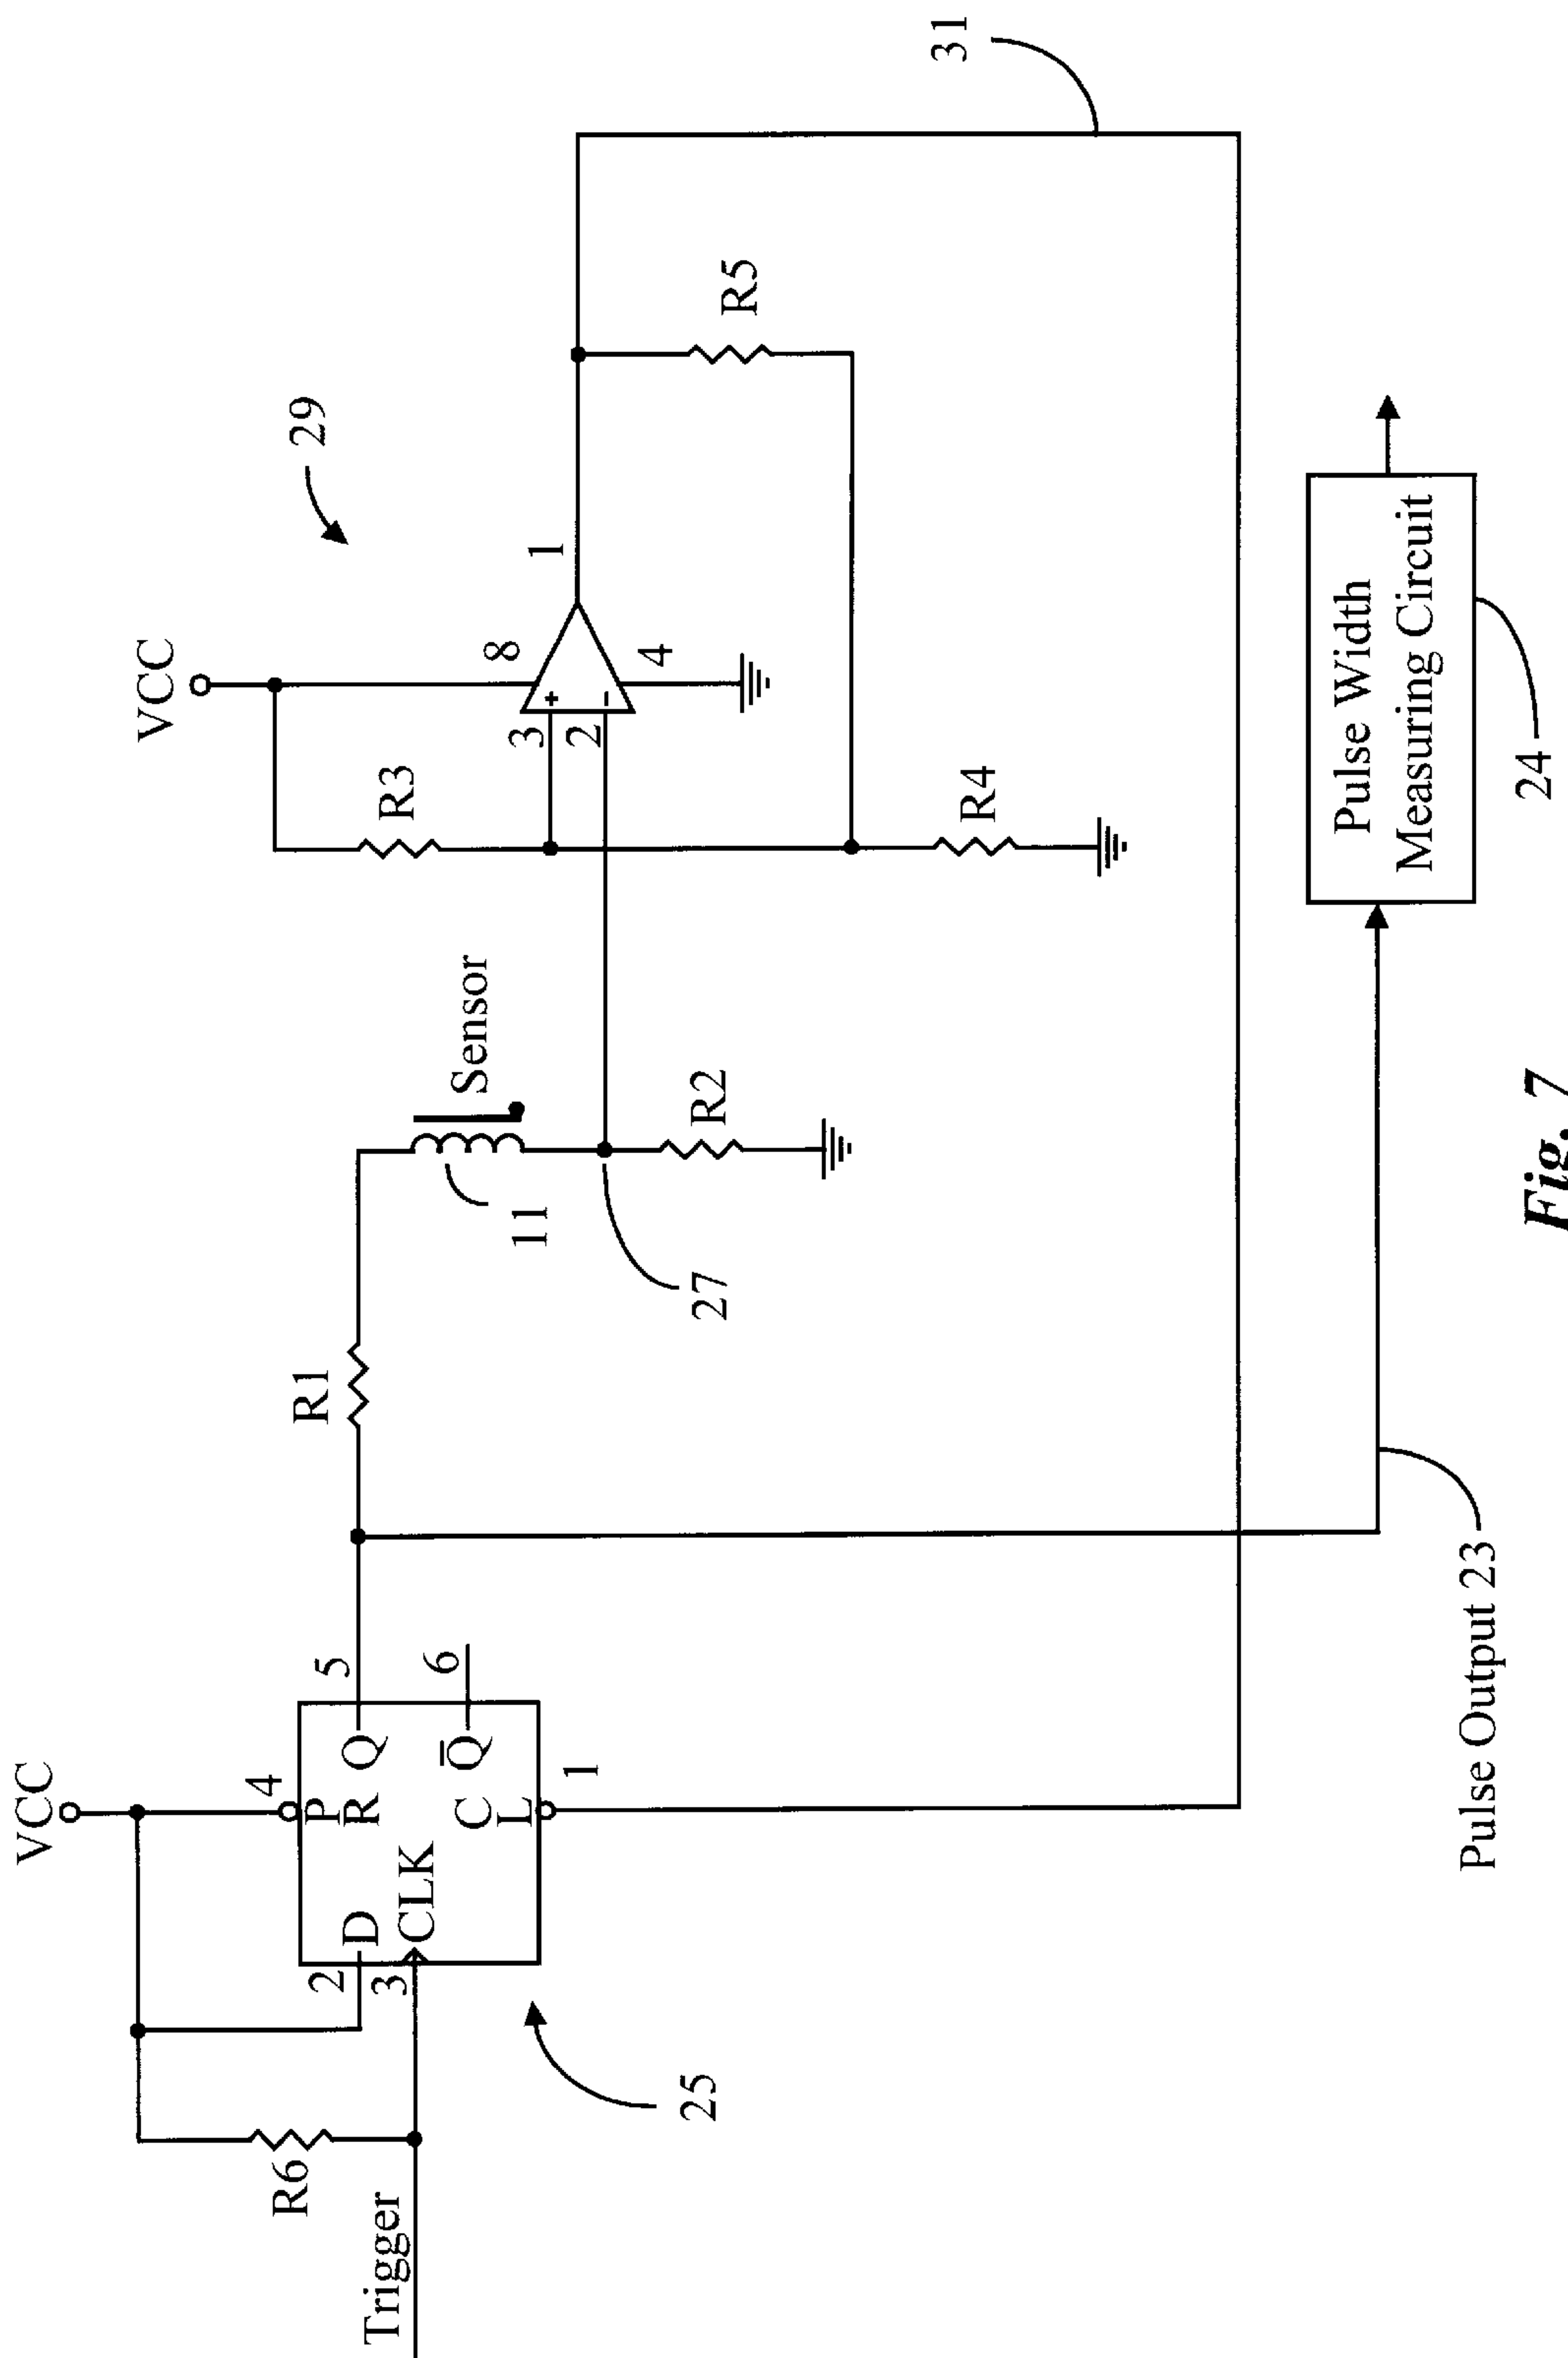 VCC
VCC
R6
Trigger
2
D
3
CLK
4
P
R
Q
5
Q̅
6
C
L
1
25
R1
11
Sensor
27
R2
R3
3
2
+
−
8
4
1
29
R4
R5
31
Pulse Output 23
Pulse Width
Measuring Circuit
24
Fig. 7